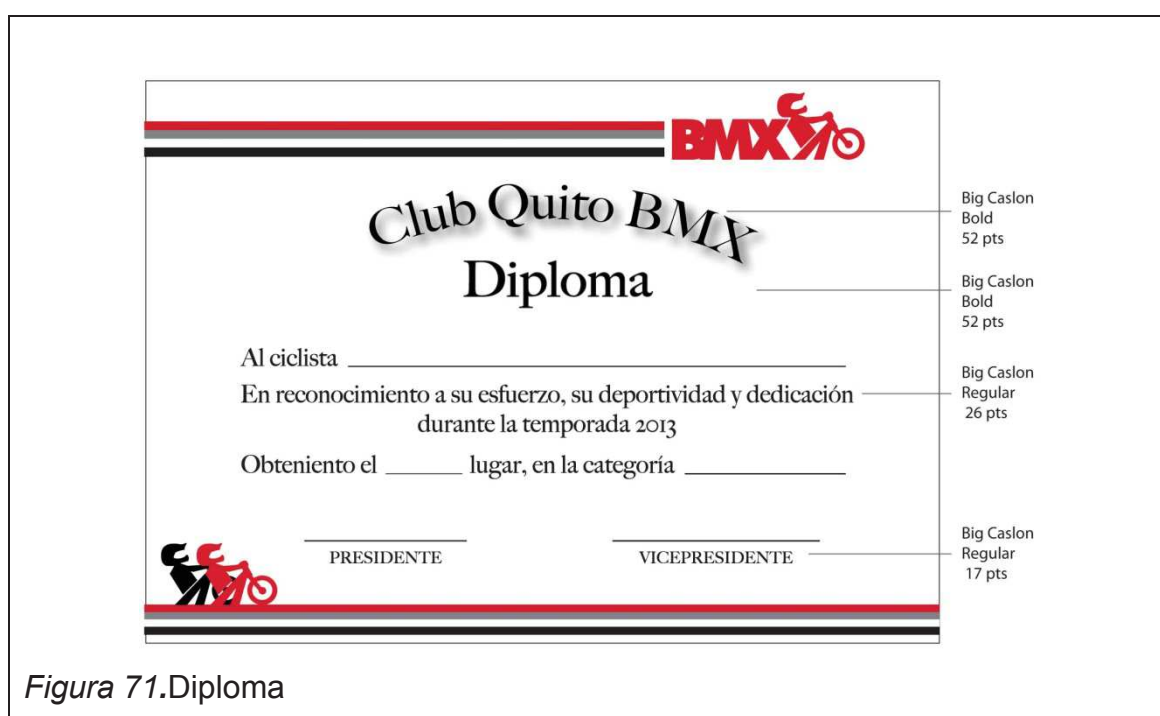 BMX
Club Quito BMX
Big Caslon
Bold
52 pts
Diploma
Big Caslon
Bold
52 pts
Al ciclista
En reconocimiento a su esfuerzo, su deportividad y dedicación
durante la temporada 2013
Big Caslon
Regular
26 pts
Obteniento el lugar, en la categoría
PRESIDENTE VICEPRESIDENTE
Big Caslon
Regular
17 pts
Figura 71.Diploma